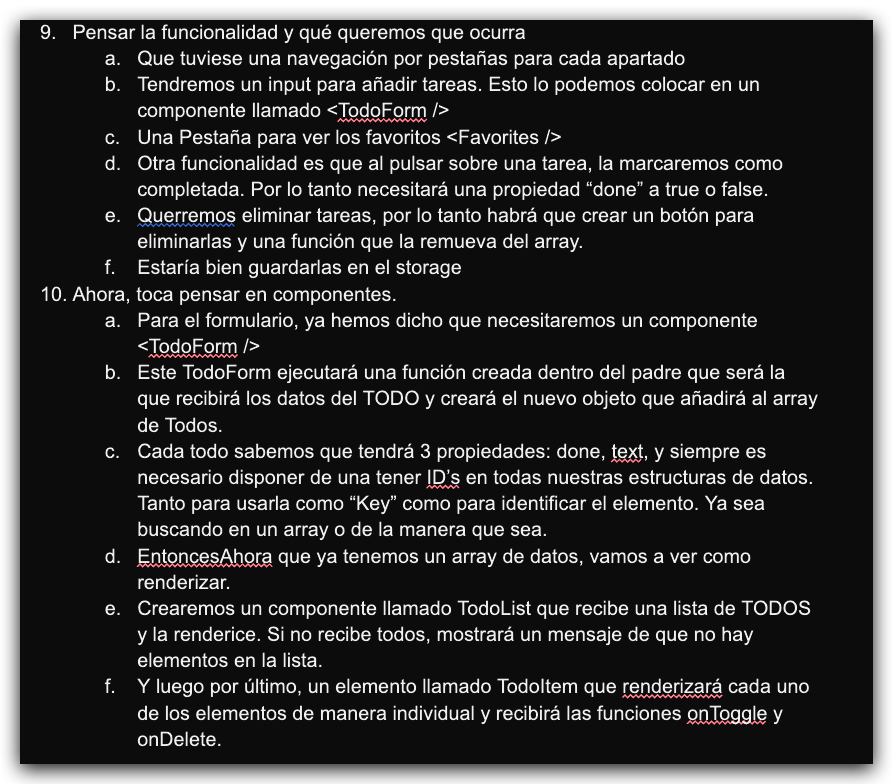 9. Pensar la funcionalidad y qué queremos que ocurra
a. Que tuviese una navegación por pestañas para cada apartado
b. Tendremos un input para añadir tareas. Esto lo podemos colocar en un
componente llamado <TodoForm />
c. Una Pestaña para ver los favoritos <Favorites />
d. Otra funcionalidad es que al pulsar sobre una tarea, la marcaremos como
completada. Por lo tanto necesitará una propiedad “done” a true o false.
e. Querremos eliminar tareas, por lo tanto habrá que crear un botón para
eliminarlas y una función que la remueva del array.
f. Estaría bien guardarlas en el storage
10. Ahora, toca pensar en componentes.
a. Para el formulario, ya hemos dicho que necesitaremos un componente
<TodoForm />
b. Este TodoForm ejecutará una función creada dentro del padre que será la
que recibirá los datos del TODO y creará el nuevo objeto que añadirá al array
de Todos.
c. Cada todo sabemos que tendrá 3 propiedades: done, text, y siempre es
necesario disponer de una tener ID’s en todas nuestras estructuras de datos.
Tanto para usarla como “Key” como para identificar el elemento. Ya sea
buscando en un array o de la manera que sea.
d. EntoncesAhora que ya tenemos un array de datos, vamos a ver como
renderizar.
e. Crearemos un componente llamado TodoList que recibe una lista de TODOS
y la renderice. Si no recibe todos, mostrará un mensaje de que no hay
elementos en la lista.
f. Y luego por último, un elemento llamado TodoItem que renderizará cada uno
de los elementos de manera individual y recibirá las funciones onToggle y
onDelete.